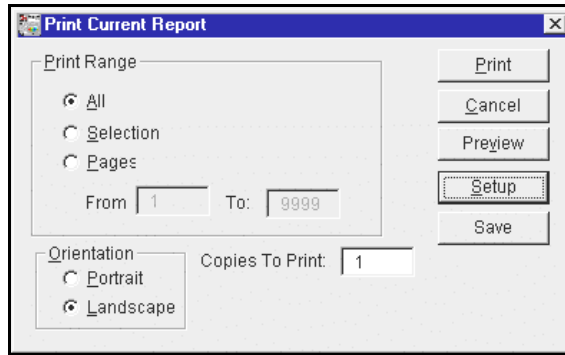 Print Current Report
Print Range
All
Selection
Pages
From 1 To: 9999
Orientation
Portrait
Landscape
Copies To Print: 1
Print
Cancel
Preview
Setup
Save